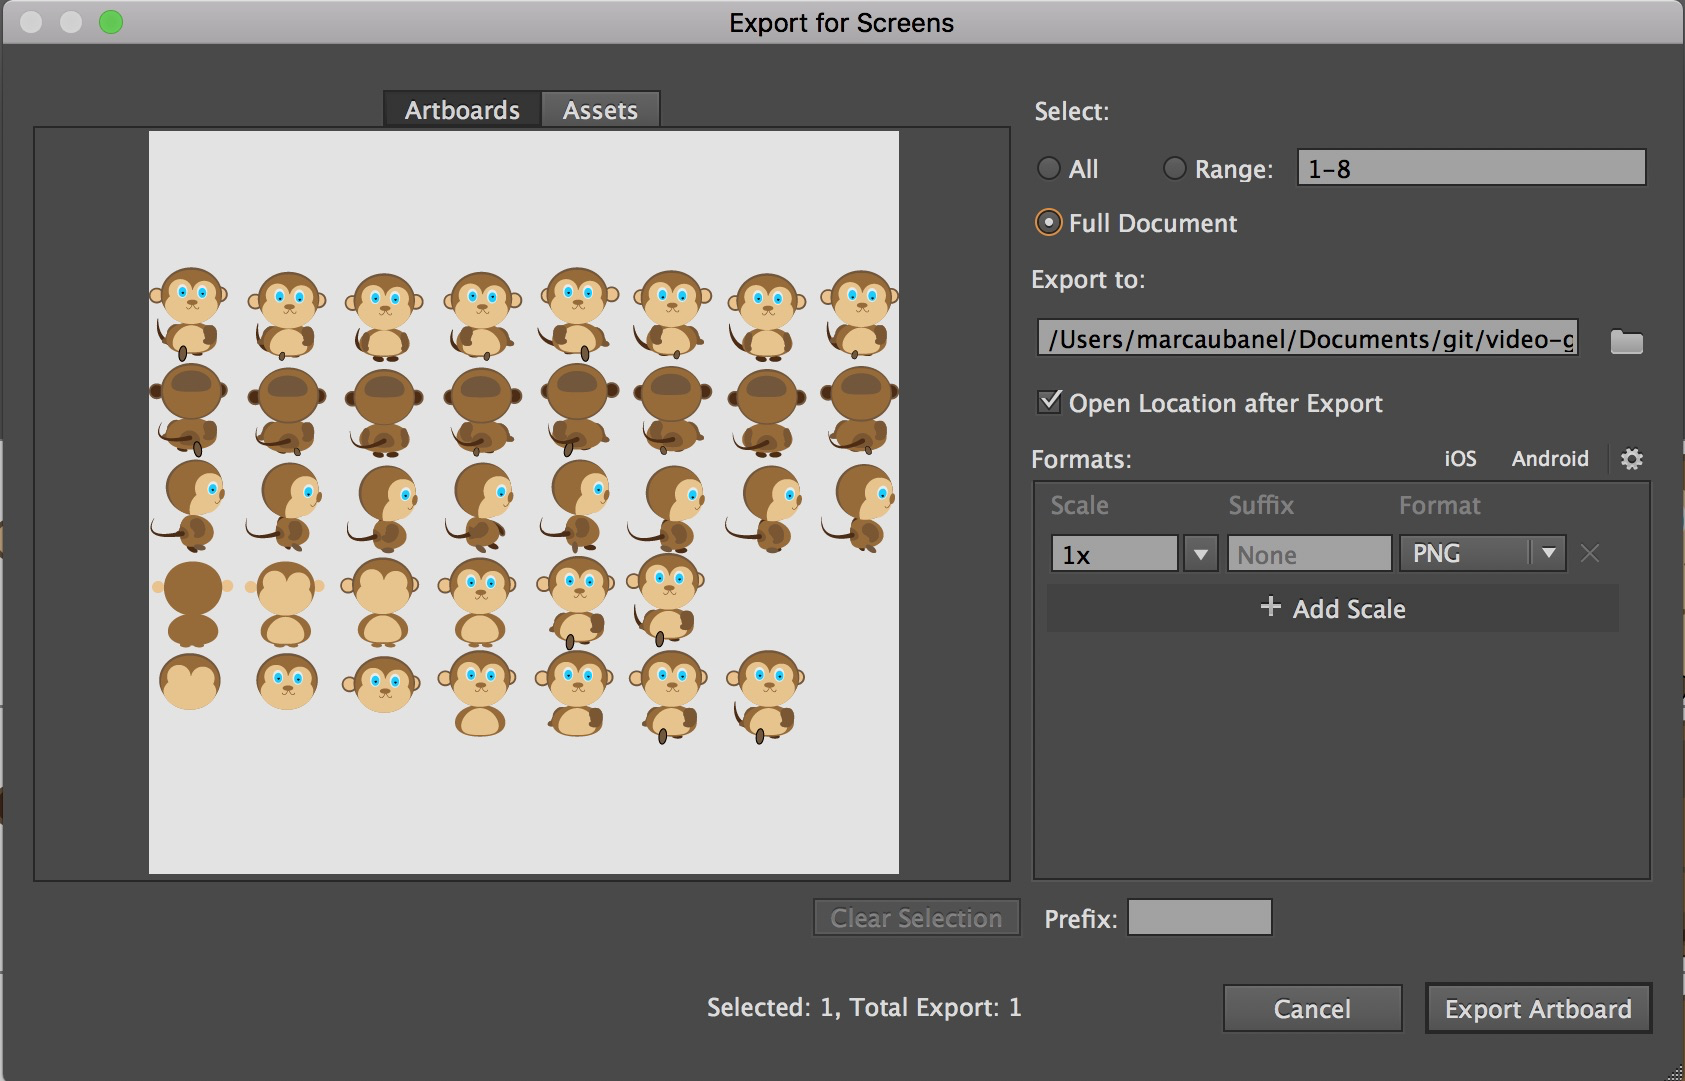 Export for Screens
Artboards Assets
Select:
All Range: 1-8
Full Document
Export to:
/Users/marcaubanel/Documents/git/video-g
Open Location after Export
Formats: iOS Android
Scale Suffix Format
1x None PNG
+ Add Scale
Clear Selection Prefix:
Selected: 1, Total Export: 1
Cancel Export Artboard